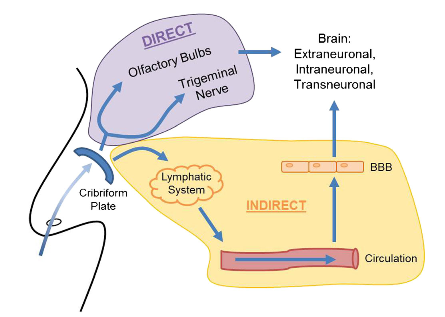 DIRECT
Olfactory Bulbs
Trigeminal
Nerve
Brain:
Extraneuronal,
Intraneuronal,
Transneuronal
Cribriform
Plate
Lymphatic
System
BBB
INDIRECT
Circulation